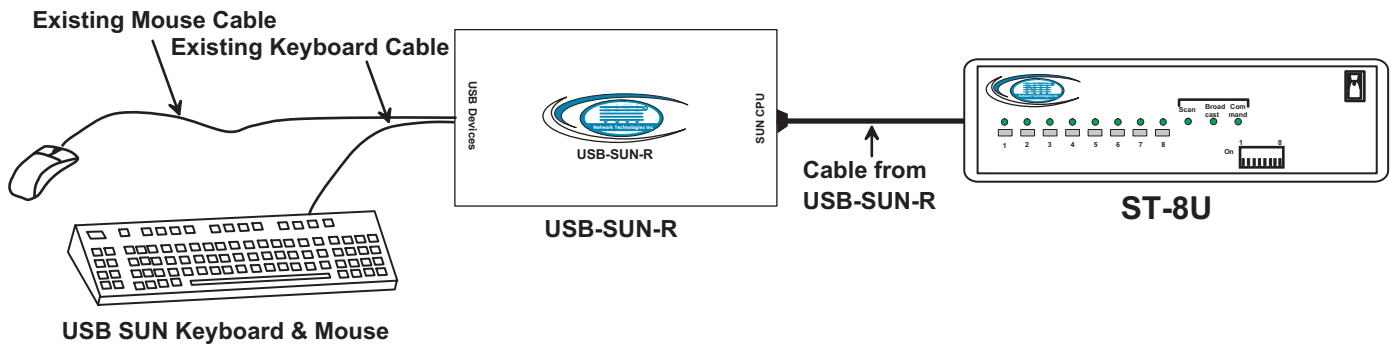 Existing Mouse Cable
Existing Keyboard Cable
USB Devices
Network Technologies Inc
USB-SUN-R
SUN CPU
USB-SUN-R
Cable from
USB-SUN-R
NTI
Scan
Broad
cast
Com
mand
1 2 3 4 5 6 7 8
On
1 8
ST-8U
USB SUN Keyboard & Mouse